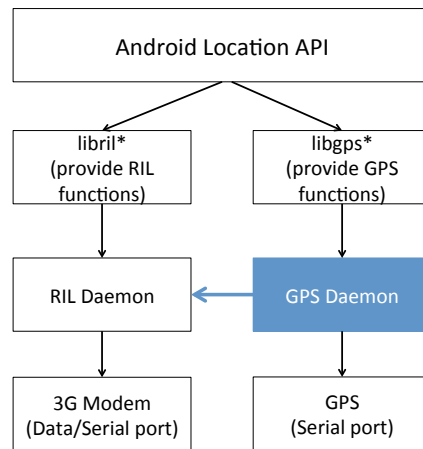 Android Location API
libril*
(provide RIL
functions)
libgps*
(provide GPS
functions)
RIL Daemon
GPS Daemon
3G Modem
(Data/Serial port)
GPS
(Serial port)